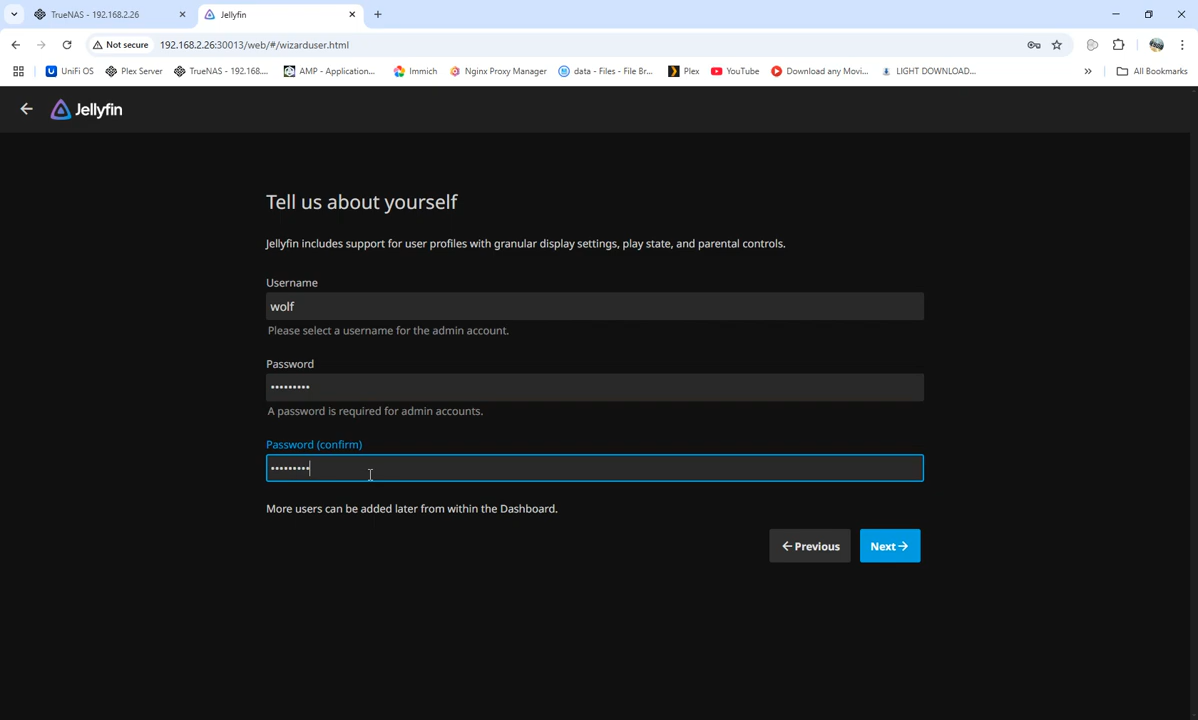 TrueNAS - 192.168.2.26
Jellyfin
Not secure
192.168.2.26:30013/web/#/wizarduser.html
UniFi OS
Plex Server
TrueNAS - 192.168....
AMP - Application...
Immich
Nginx Proxy Manager
data - Files - File Br...
Plex
YouTube
Download any Movi...
LIGHT DOWNLOAD...
All Bookmarks
Jellyfin
Tell us about yourself
Jellyfin includes support for user profiles with granular display settings, play state, and parental controls.
Username
wolf
Please select a username for the admin account.
Password
•••••••••
A password is required for admin accounts.
Password (confirm)
•••••••••
More users can be added later from within the Dashboard.
Previous
Next